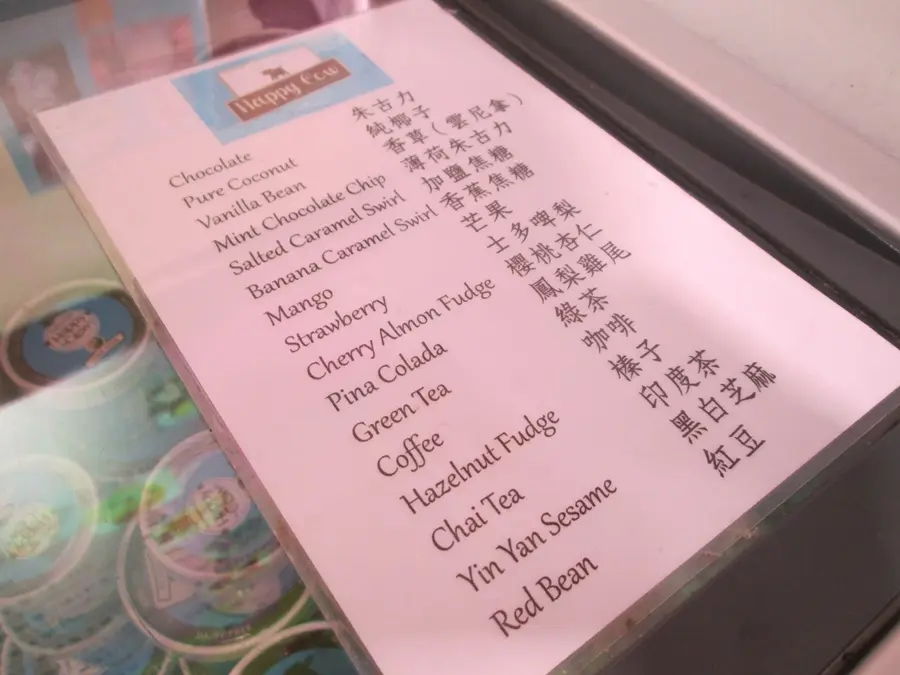 Happy Cow
Chocolate 朱古力
Pure Coconut 純椰子
Vanilla Bean 香草(雲尼拿)
Mint Chocolate Chip 薄荷朱古力
Salted Caramel Swirl 加鹽焦糖
Banana Caramel Swirl 香蕉焦糖
Mango 芒果
Strawberry 士多啤梨
Cherry Almon Fudge 櫻桃杏仁
Pina Colada 鳳梨雞尾
Green Tea 綠茶
Coffee 咖啡
Hazelnut Fudge 榛子
Chai Tea 印度茶
Yin Yan Sesame 黑白芝麻
Red Bean 紅豆